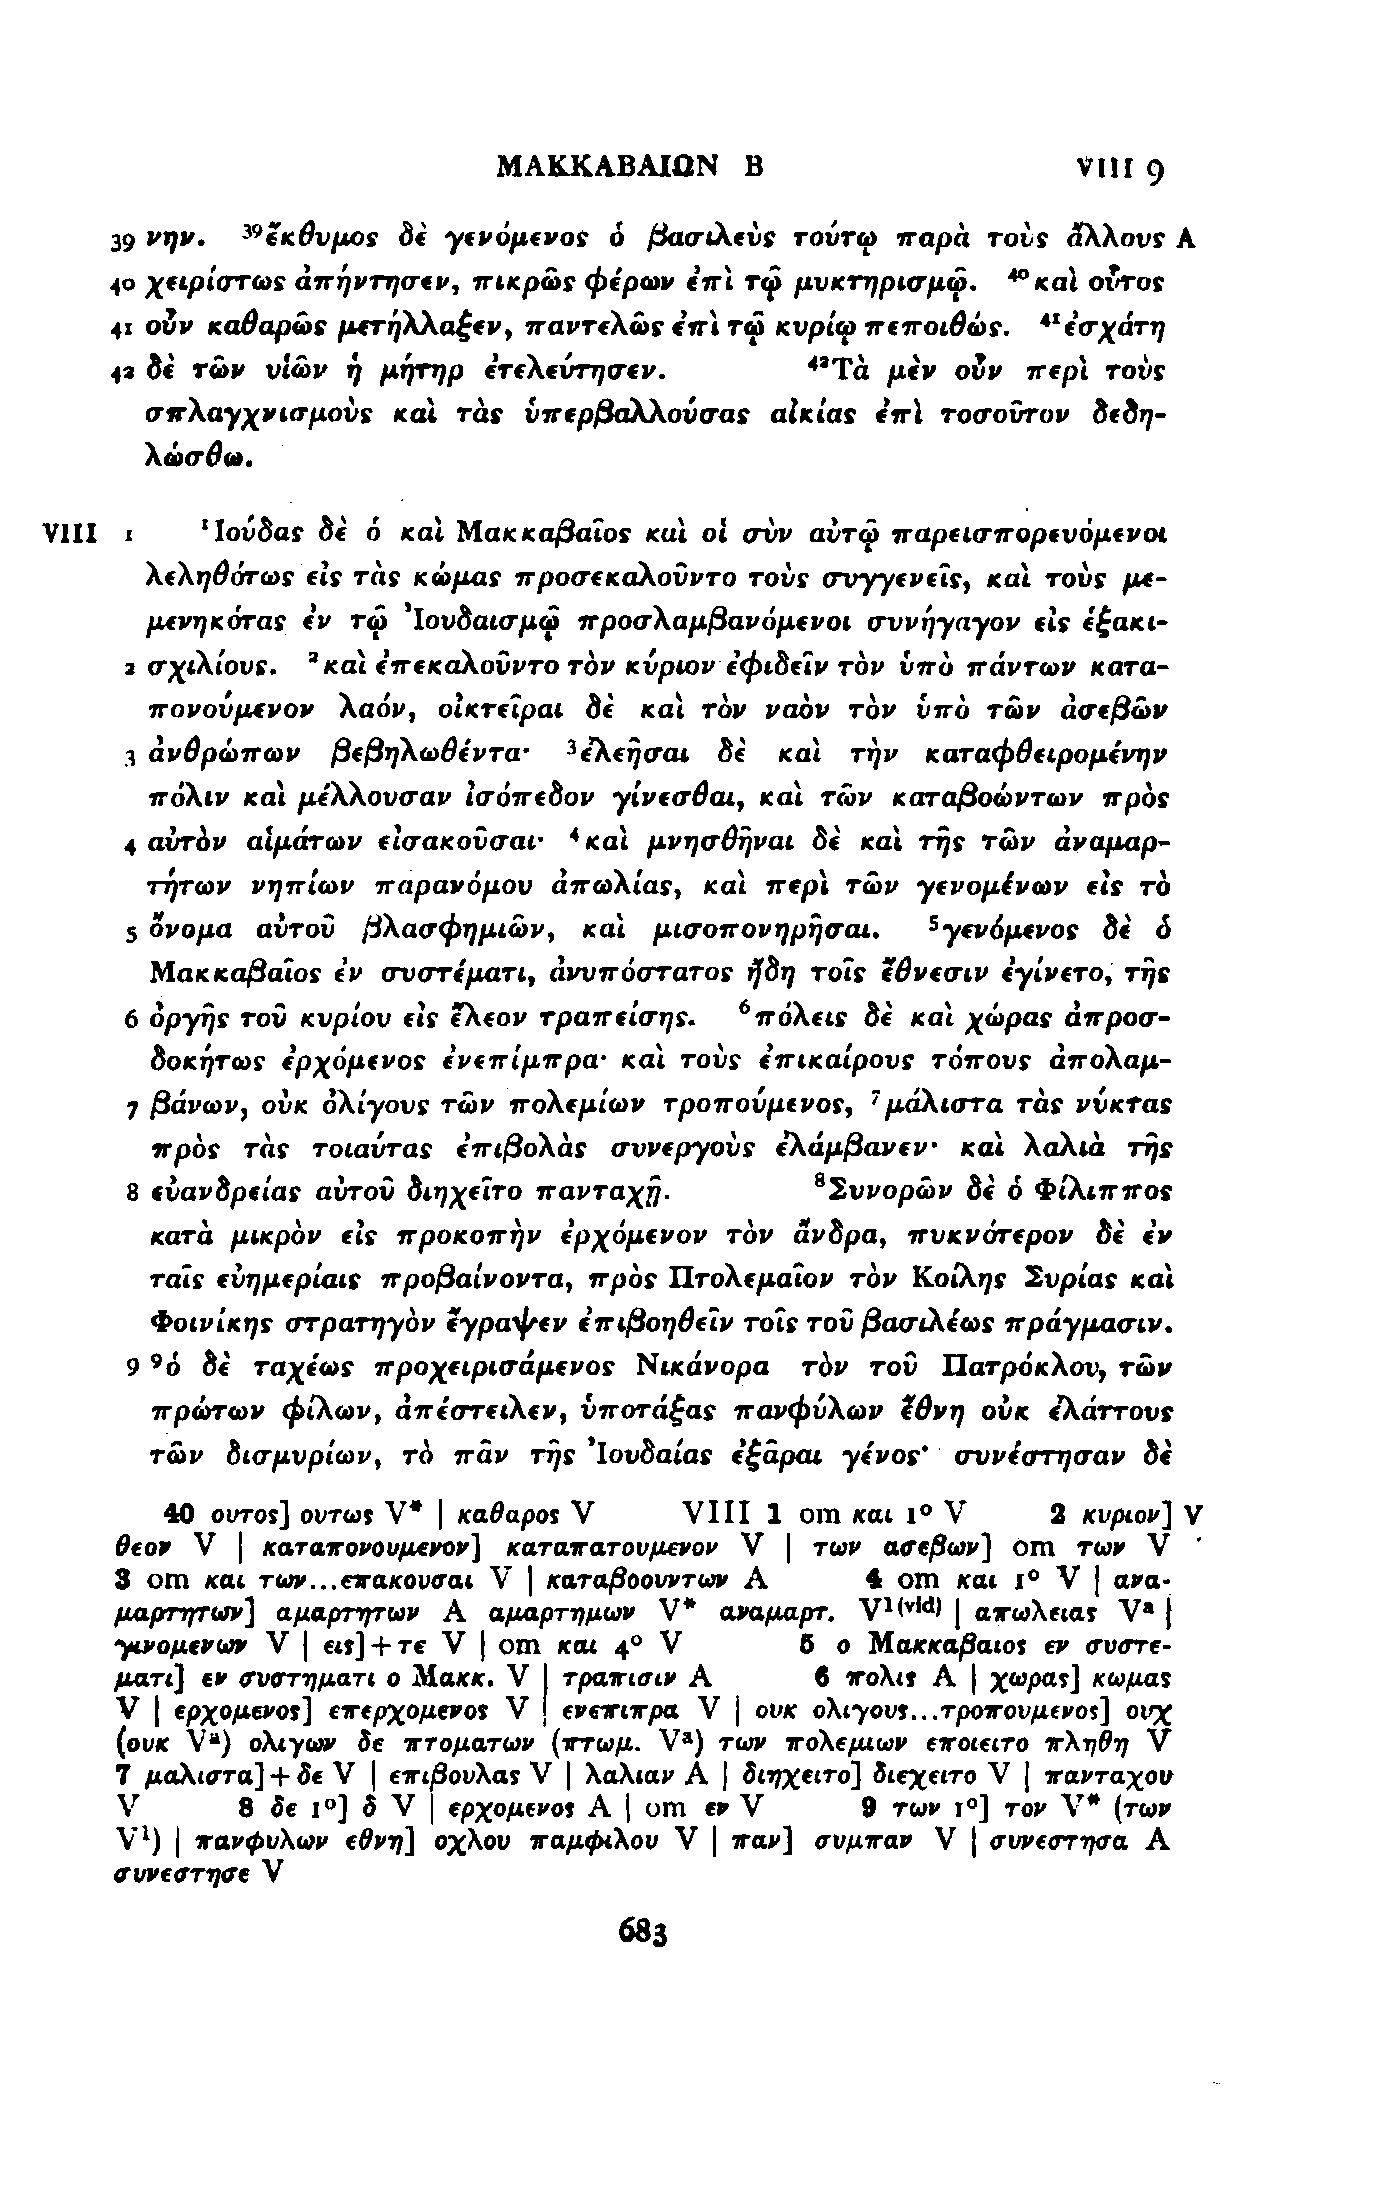 ΜΑΚΚΑΒΑΙΩΝ Β VIII 9
39 νην. ³⁹ἔκθυμος δὲ γενόμενος ὁ βασιλεὺς τούτῳ παρὰ τοὺς ἄλλους A
40 χειρίστως ἀπήντησεν, πικρῶς φέρων ἐπὶ τῷ μυκτηρισμῷ. ⁴⁰καὶ οὗτος
41 οὖν καθαρῶς μετήλλαξεν, παντελῶς ἐπὶ τῷ κυρίῳ πεποιθώς. ⁴¹ἐσχάτη
42 δὲ τῶν υἱῶν ἡ μήτηρ ἐτελεύτησεν. ⁴²Τὰ μὲν οὖν περὶ τοὺς
σπλαγχνισμοὺς καὶ τὰς ὑπερβαλλούσας αἰκίας ἐπὶ τοσοῦτον δεδη-
λώσθω.
VIII 1 ¹Ἰούδας δὲ ὁ καὶ Μακκαβαῖος καὶ οἱ σὺν αὐτῷ παρεισπορευόμενοι
λεληθότως εἰς τὰς κώμας προσεκαλοῦντο τοὺς συγγενεῖς, καὶ τοὺς με-
μενηκότας ἐν τῷ Ἰουδαισμῷ προσλαμβανόμενοι συνήγαγον εἰς ἑξακι-
2 σχιλίους. ²καὶ ἐπεκαλοῦντο τὸν κύριον ἐφιδεῖν τὸν ὑπὸ πάντων κατα-
πονούμενον λαόν, οἰκτεῖραι δὲ καὶ τὸν ναὸν τὸν ὑπὸ τῶν ἀσεβῶν
3 ἀνθρώπων βεβηλωθέντα· ³ἐλεῆσαι δὲ καὶ τὴν καταφθειρομένην
πόλιν καὶ μέλλουσαν ἰσόπεδον γίνεσθαι, καὶ τῶν καταβοώντων πρὸς
4 αὐτὸν αἱμάτων εἰσακοῦσαι· ⁴καὶ μνησθῆναι δὲ καὶ τῆς τῶν ἀναμαρ-
τήτων νηπίων παρανόμου ἀπωλίας, καὶ περὶ τῶν γενομένων εἰς τὸ
5 ὄνομα αὐτοῦ βλασφημιῶν, καὶ μισοπονηρῆσαι. ⁵γενόμενος δὲ ὁ
Μακκαβαῖος ἐν συστέματι, ἀνυπόστατος ἤδη τοῖς ἔθνεσιν ἐγίνετο, τῆς
6 ὀργῆς τοῦ κυρίου εἰς ἔλεον τραπείσης. ⁶πόλεις δὲ καὶ χώρας ἀπροσ-
δοκήτως ἐρχόμενος ἐνεπίμπρα· καὶ τοὺς ἐπικαίρους τόπους ἀπολαμ-
7 βάνων, οὐκ ὀλίγους τῶν πολεμίων τροπούμενος, ⁷μάλιστα τὰς νύκτας
πρὸς τὰς τοιαύτας ἐπιβολὰς συνεργοὺς ἐλάμβανεν· καὶ λαλιὰ τῆς
8 εὐανδρείας αὐτοῦ διηχεῖτο πανταχῇ. ⁸Συνορῶν δὲ ὁ Φίλιππος
κατὰ μικρὸν εἰς προκοπὴν ἐρχόμενον τὸν ἄνδρα, πυκνότερον δὲ ἐν
ταῖς εὐημερίαις προβαίνοντα, πρὸς Πτολεμαῖον τὸν Κοίλης Συρίας καὶ
Φοινίκης στρατηγὸν ἔγραψεν ἐπιβοηθεῖν τοῖς τοῦ βασιλέως πράγμασιν.
9 ⁹ὁ δὲ ταχέως προχειρισάμενος Νικάνορα τὸν τοῦ Πατρόκλου, τῶν
πρώτων φίλων, ἀπέστειλεν, ὑποτάξας πανφύλων ἔθνη οὐκ ἐλάττους
τῶν δισμυρίων, τὸ πᾶν τῆς Ἰουδαίας ἐξᾶραι γένος· συνέστησαν δὲ
40 ουτος] ουτως V* | καθαρος V VIII 1 om και 1° V 2 κυριον] V
θεον V | καταπονουμενον] καταπατουμενον V | των ασεβων] om των V
3 om και των...επακουσαι V | καταβοουντων A 4 om και 1° V | ανα-
μαρτητων] αμαρτητων A αμαρτημων V* αναμαρτ. V¹⁽ᵛⁱᵈ⁾ | απωλειας Vᵃ |
γινομενων V | εις]+τε V | om και 4° V 5 ο Μακκαβαιος εν συστε-
ματι] εν συστηματι ο Μακκ. V | τραπισιν A 6 πολις A | χωρας] κωμας
V | ερχομενος] επερχομενος V | ενεπιπρα V | ουκ ολιγους...τροπουμενος] ουχ
(ουκ Vᵃ) ολιγων δε πτοματων (πτωμ. Vᵃ) των πολεμιων εποιειτο πληθη V
7 μαλιστα]+δε V | επιβουλας V | λαλιαν A | διηχειτο] διεχειτο V | πανταχου
V 8 δε 1°] δ V | ερχομενος A | om εν V 9 των 1°] τον V* (των
V¹) | πανφυλων εθνη] οχλου παμφιλου V | παν] συμπαν V | συνεστησα A
συνεστησε V
683